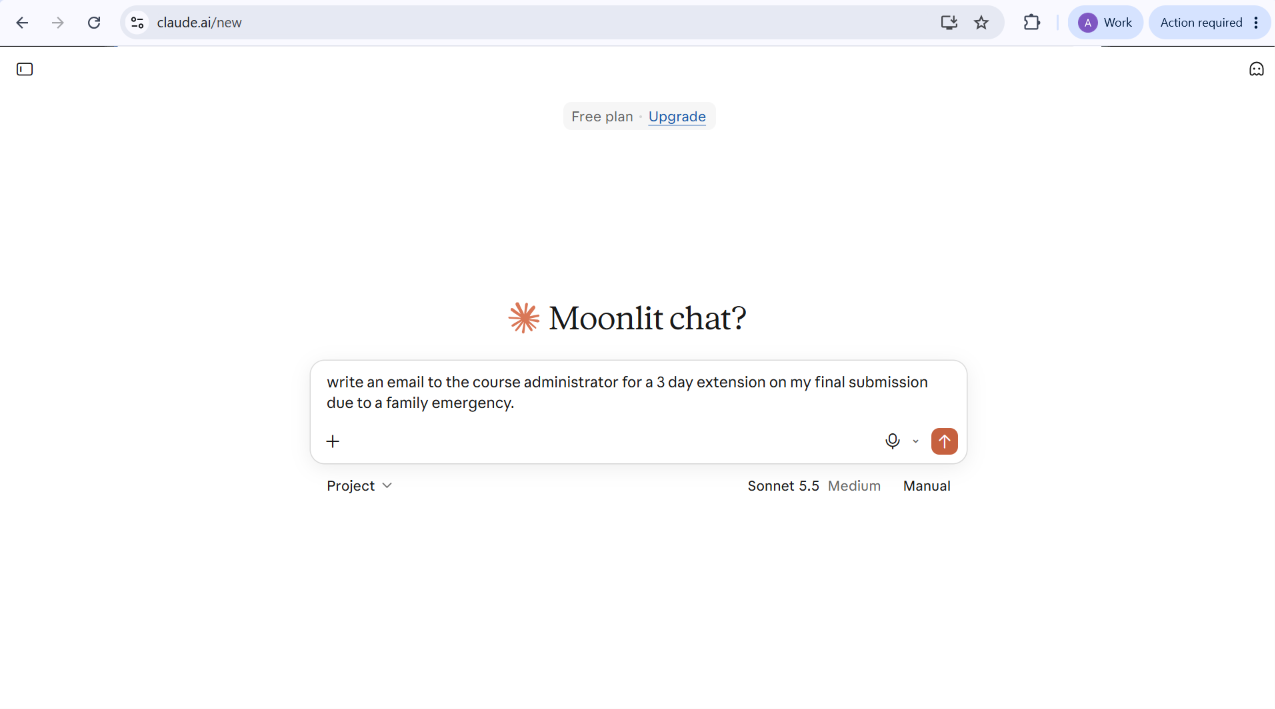 claude.ai/new
A Work
Action required
Free plan · Upgrade
Moonlit chat?
write an email to the course administrator for a 3 day extension on my final submission
due to a family emergency.
Project
Sonnet 5.5 Medium
Manual